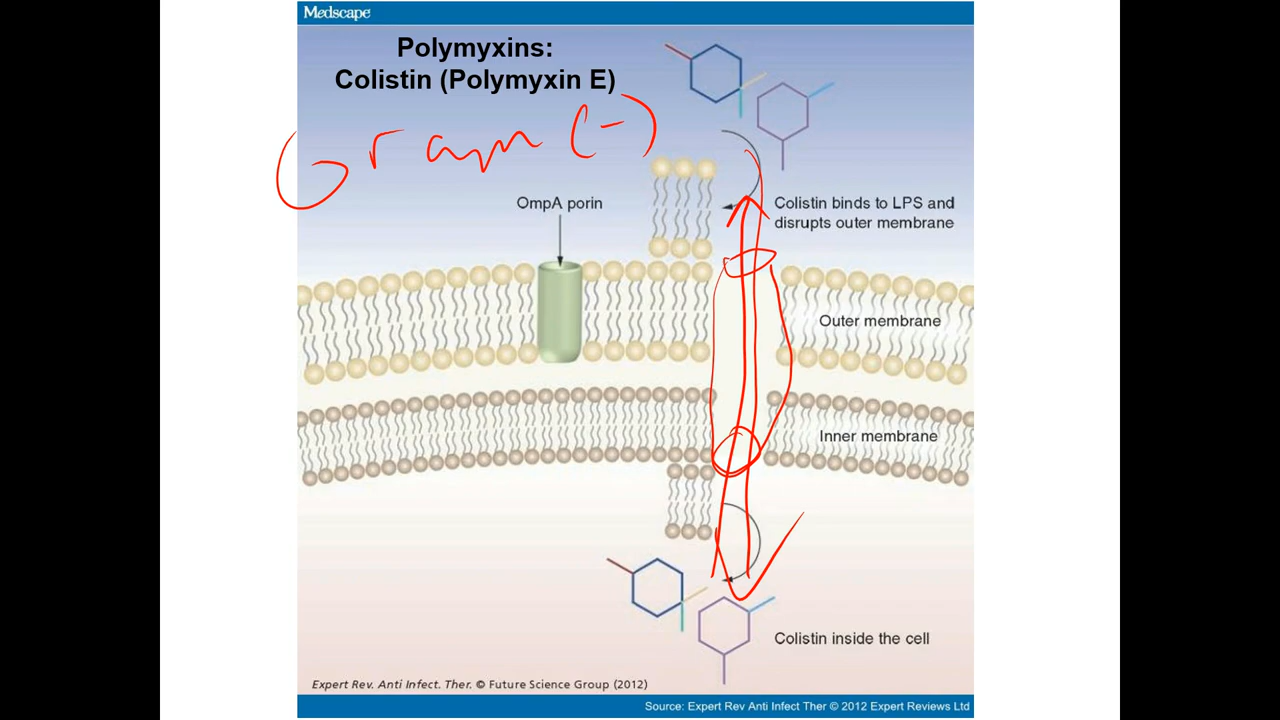 Medscape
Polymyxins:
Colistin (Polymyxin E)
Gram (-)
OmpA porin
Colistin binds to LPS and
disrupts outer membrane
Outer membrane
Inner membrane
Colistin inside the cell
Expert Rev. Anti Infect. Ther. © Future Science Group (2012)
Source: Expert Rev Anti Infect Ther © 2012 Expert Reviews Ltd